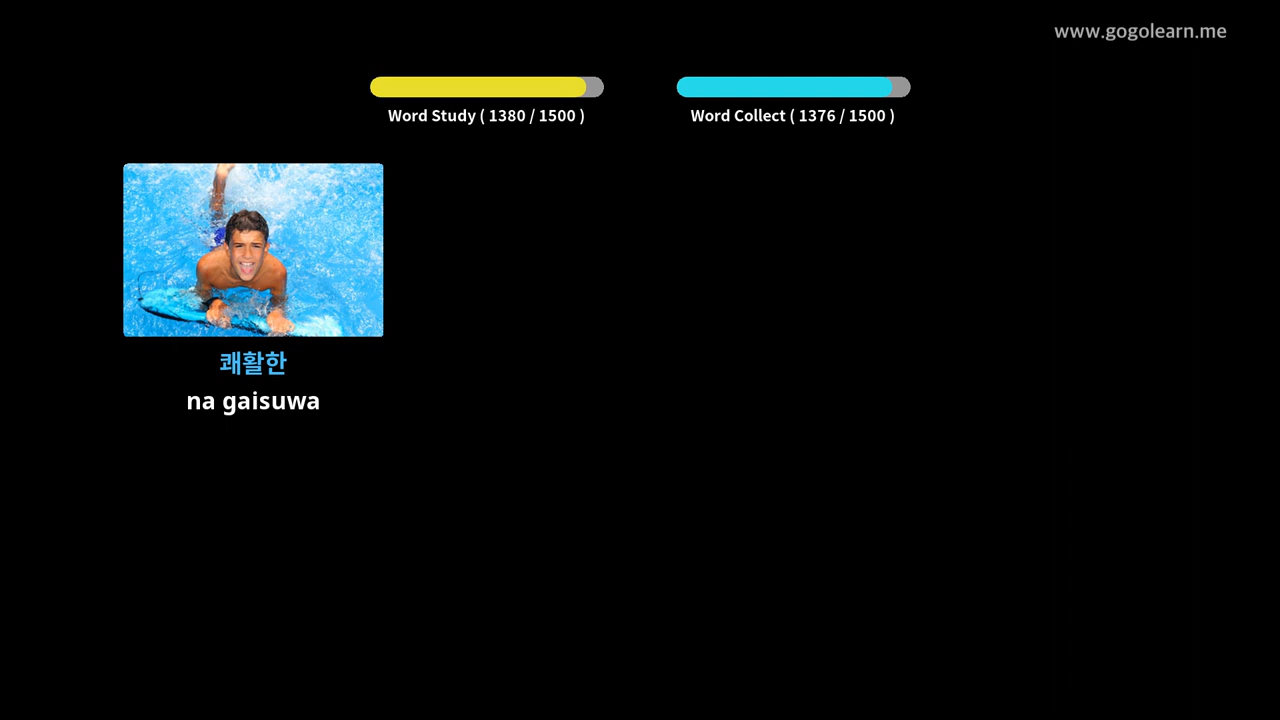 www.gogolearn.me
Word Study ( 1380 / 1500 )
Word Collect ( 1376 / 1500 )
쾌활한
na gaisuwa